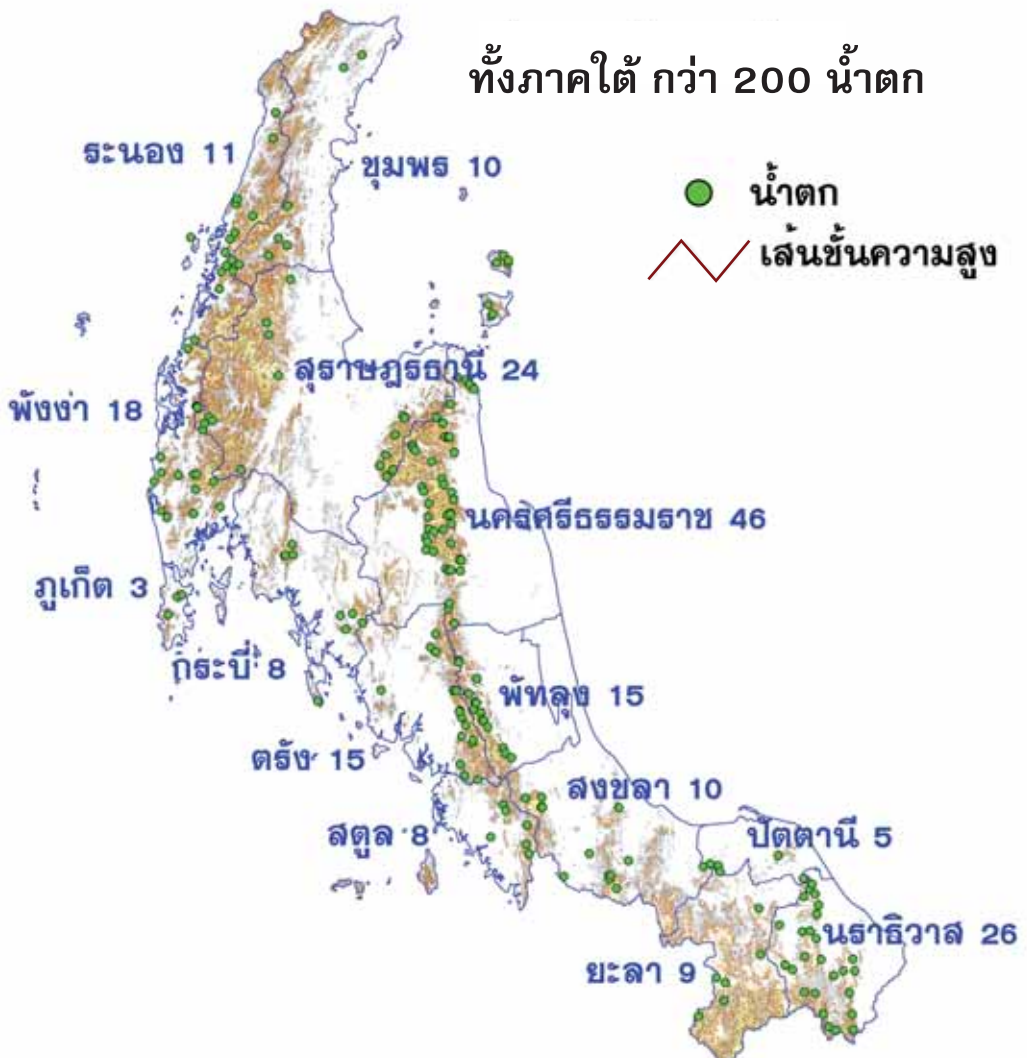 ทั้งภาคใต้ กว่า 200 น้ำตก
ระนอง 11
ชุมพร 10
น้ำตก
เส้นชั้นความสูง
สุราษฎรธานี 24
พังง่า 18
นครศรีธรรมราช 46
ภูเก็ต 3
กระบี่ 8
พัทลุง 15
ตรัง 15
สงขลา 10
สตูล 8
ปัตตานี 5
นราธิวาส 26
ยะลา 9